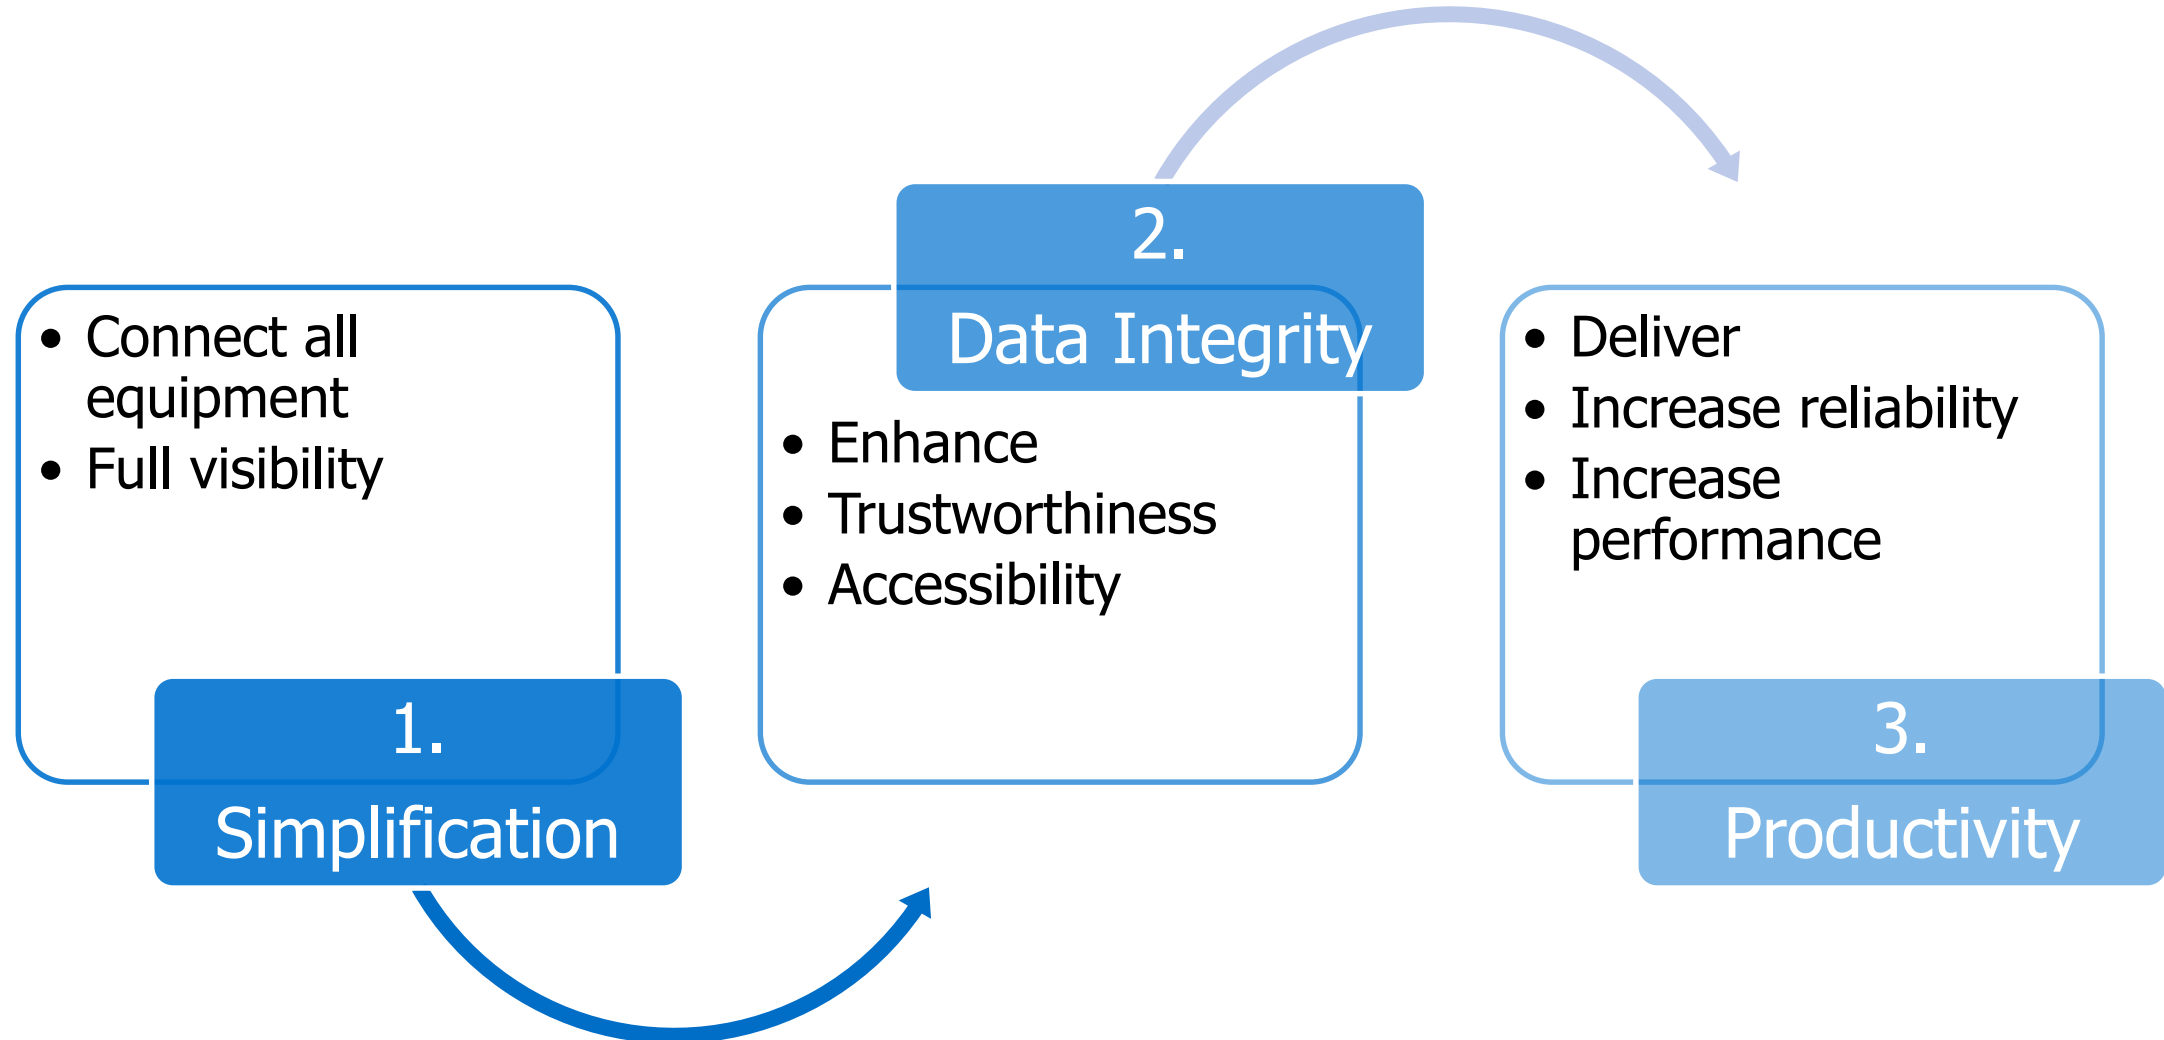 • Connect all
equipment
• Full visibility
1.
Simplification
2.
Data Integrity
• Enhance
• Trustworthiness
• Accessibility
• Deliver
• Increase reliability
• Increase
performance
3.
Productivity